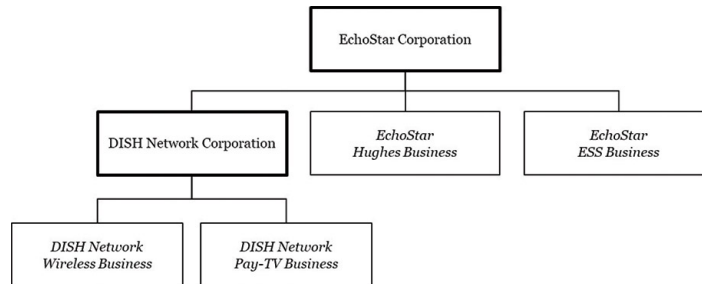 EchoStar Corporation
DISH Network Corporation
EchoStar
Hughes Business
EchoStar
ESS Business
DISH Network
Wireless Business
DISH Network
Pay-TV Business